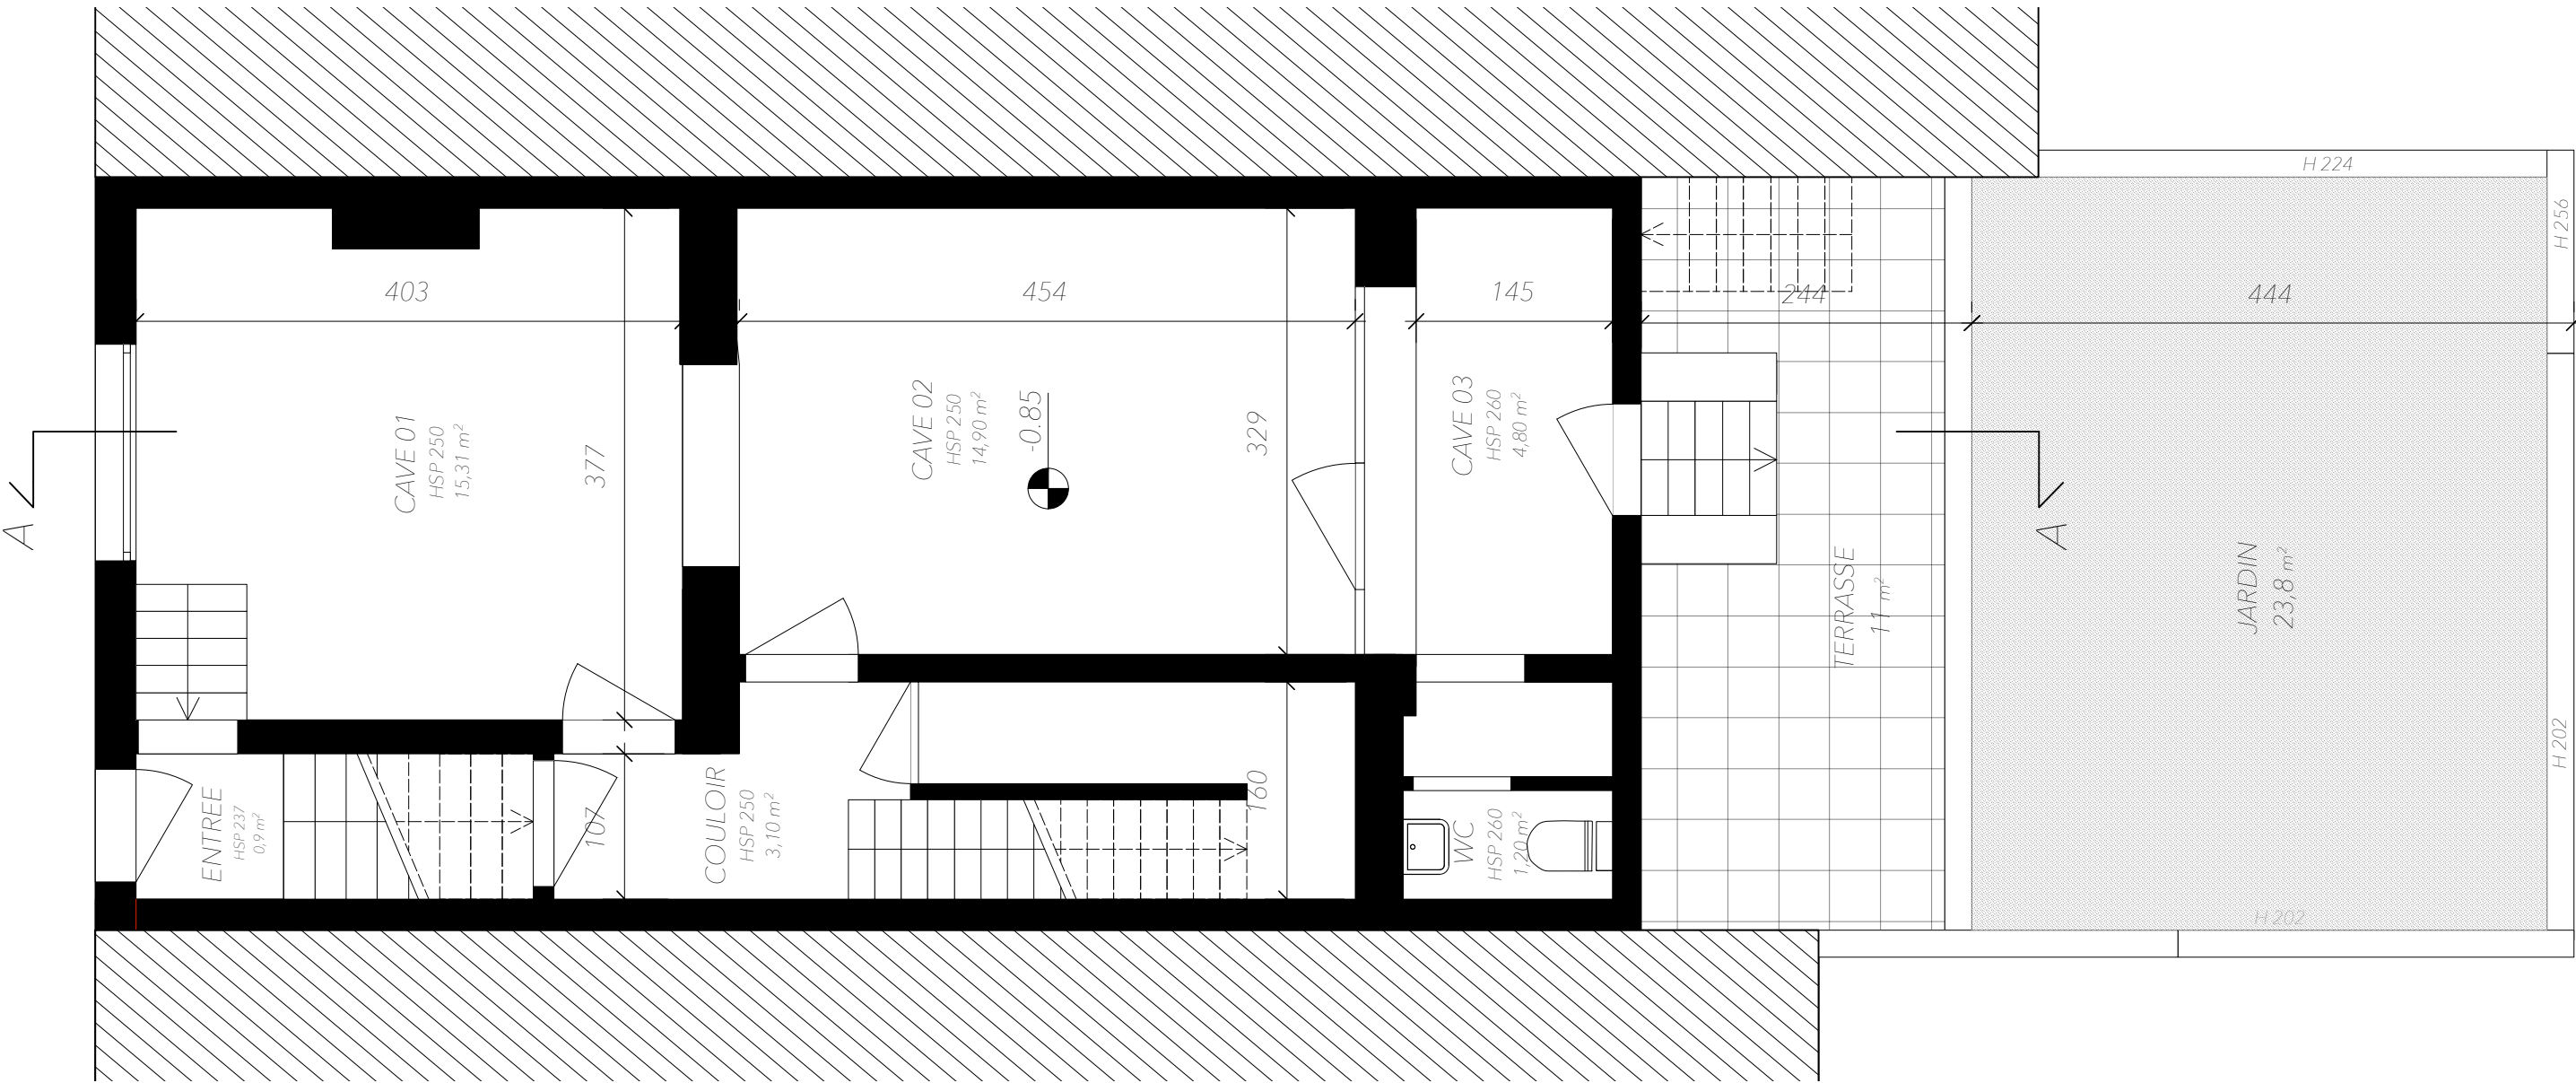 H 224
H 256
403
454
145
244
444
CAVE 01
HSP 250
15,31 m²
377
CAVE 02
HSP 250
14,90 m²
-0.85
329
CAVE 03
HSP 260
4,80 m²
A
A
TERRASSE
11 m²
JARDIN
23,8 m²
H 202
ENTREE
HSP 237
0,9 m²
107
COULOIR
HSP 250
3,10 m²
160
WC
HSP 260
1,20 m²
H 202